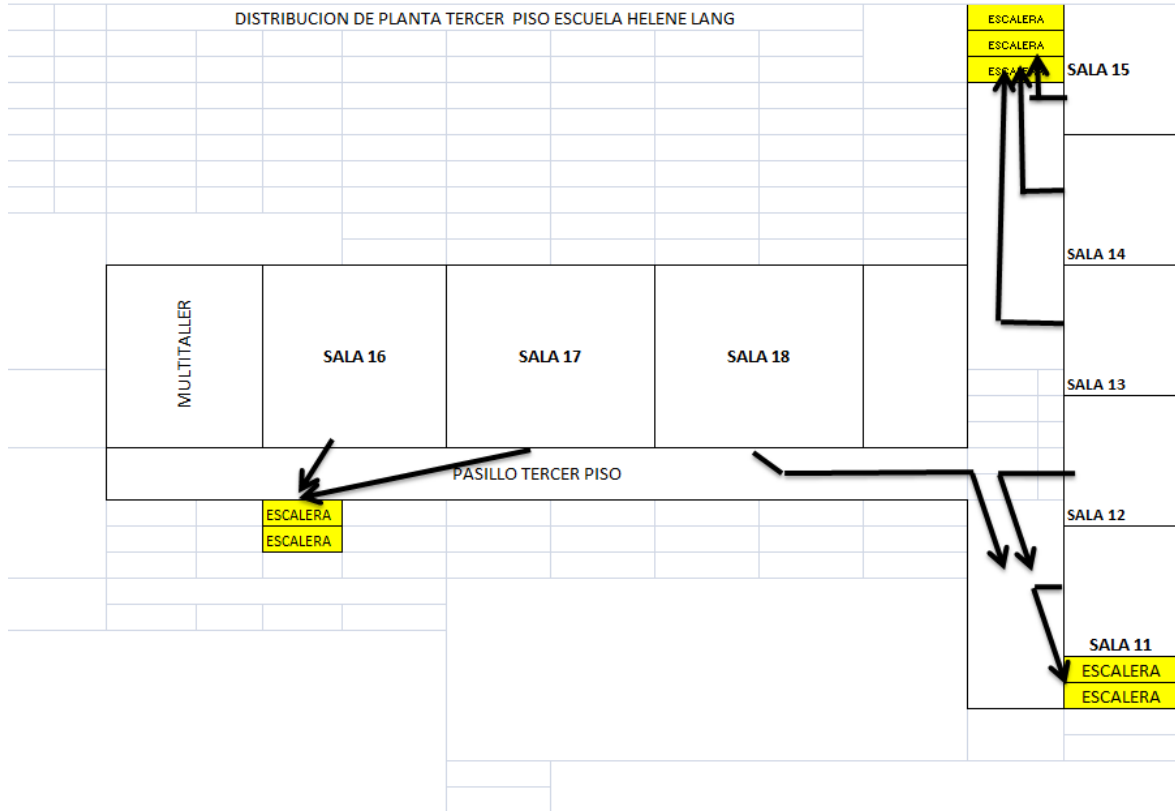 DISTRIBUCION DE PLANTA TERCER PISO ESCUELA HELENE LANG
ESCALERA
ESCALERA
ESCALERA
SALA 15
SALA 14
MULTITALLER
SALA 16
SALA 17
SALA 18
SALA 13
PASILLO TERCER PISO
ESCALERA
ESCALERA
SALA 12
SALA 11
ESCALERA
ESCALERA